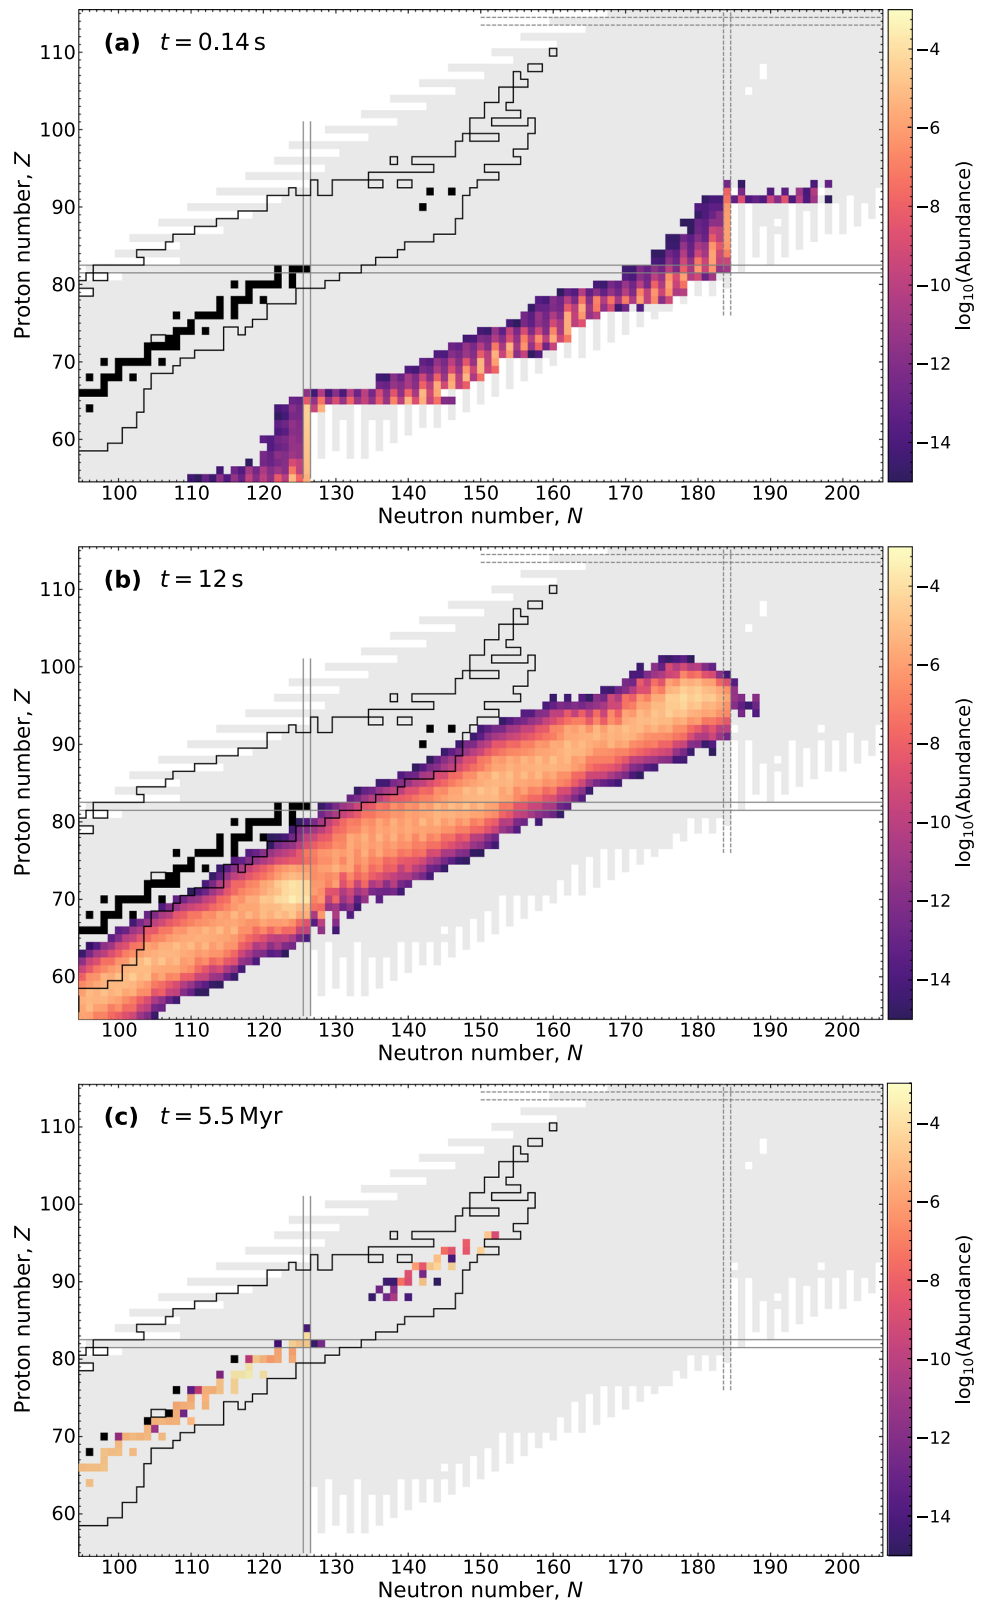 (a) t = 0.14 s
Proton number, Z
110
100
90
80
70
60
100 110 120 130 140 150 160 170 180 190 200
Neutron number, N
−4
−6
−8
−10
−12
−14
log₁₀(Abundance)
(b) t = 12 s
Proton number, Z
110
100
90
80
70
60
100 110 120 130 140 150 160 170 180 190 200
Neutron number, N
−4
−6
−8
−10
−12
−14
log₁₀(Abundance)
(c) t = 5.5 Myr
Proton number, Z
110
100
90
80
70
60
100 110 120 130 140 150 160 170 180 190 200
Neutron number, N
−4
−6
−8
−10
−12
−14
log₁₀(Abundance)